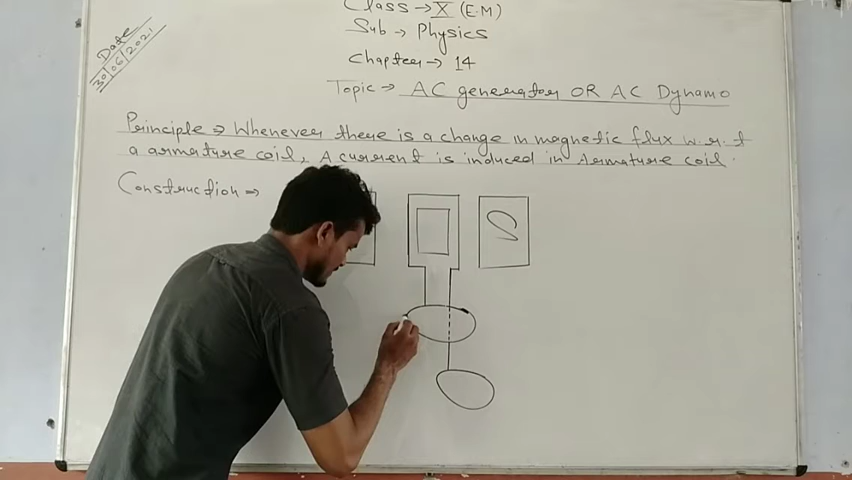 Class → X (E.M)
Sub → Physics
Chapter → 14
Date
30 06 2021
Topic → AC generator OR AC Dynamo
Principle → Whenever there is a change in magnetic flux w.r.t
a armature coil, A current is induced in Armature coil.
Construction →
S